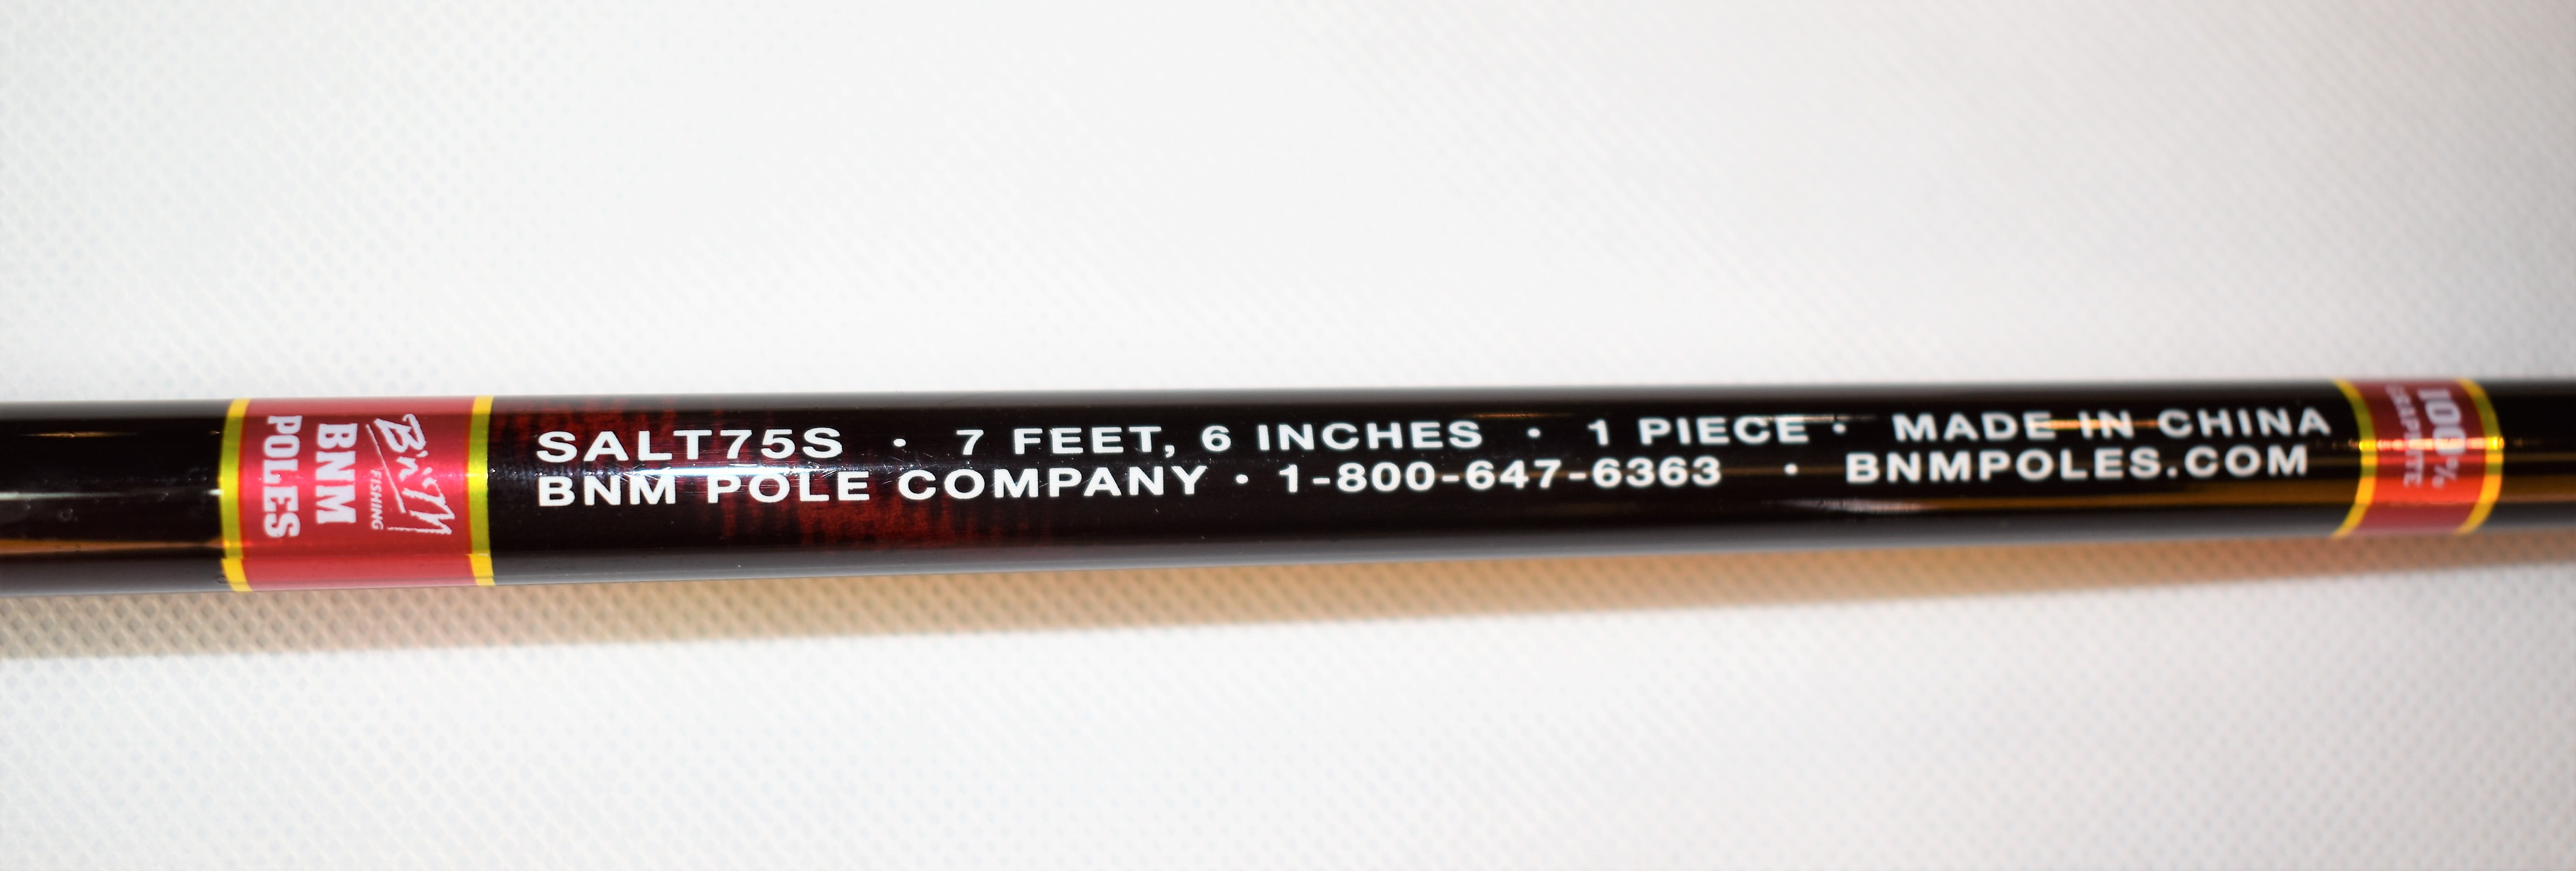 B'n'M
FISHING
BNM
POLES
SALT75S • 7 FEET, 6 INCHES • 1 PIECE • MADE IN CHINA
BNM POLE COMPANY • 1-800-647-6363 • BNMPOLES.COM
100%
GRAPHITE